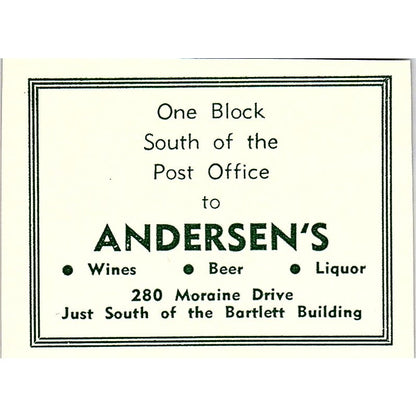 One Block
South of the
Post Office
to
ANDERSEN'S
• Wines • Beer • Liquor
280 Moraine Drive
Just South of the Bartlett Building